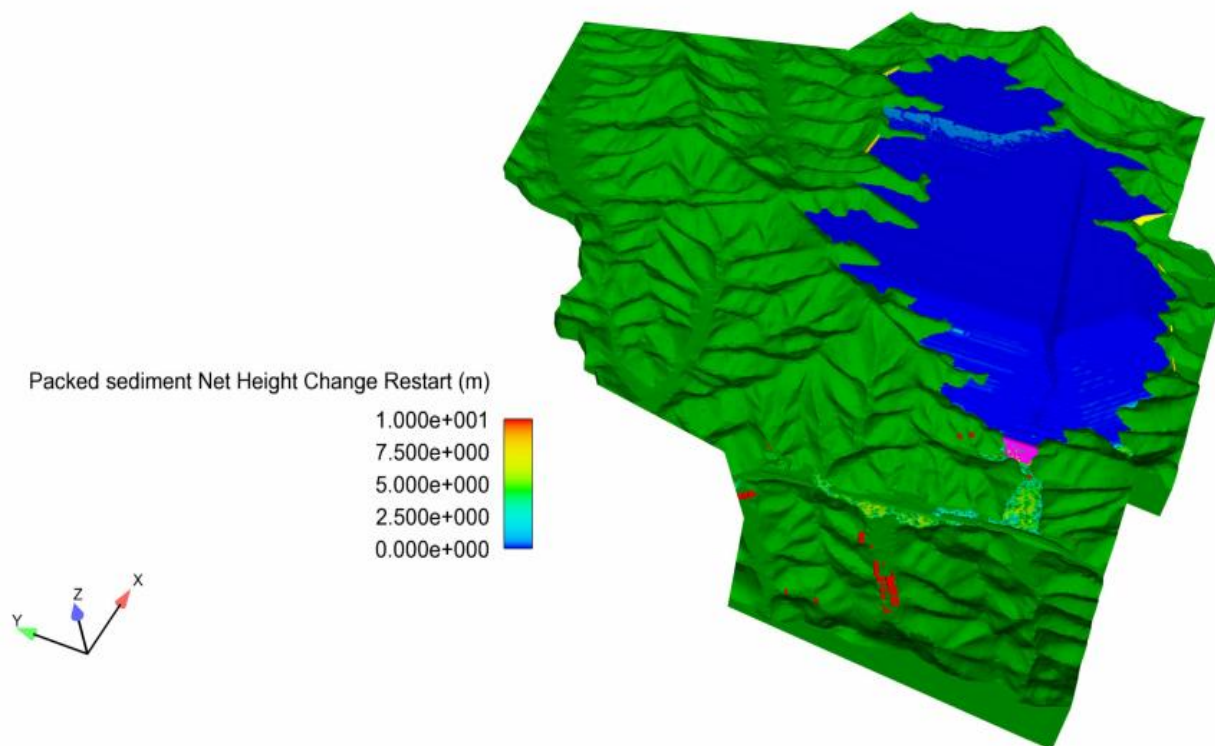 Packed sediment Net Height Change Restart (m)
1.000e+001
7.500e+000
5.000e+000
2.500e+000
0.000e+000
X
Z
Y